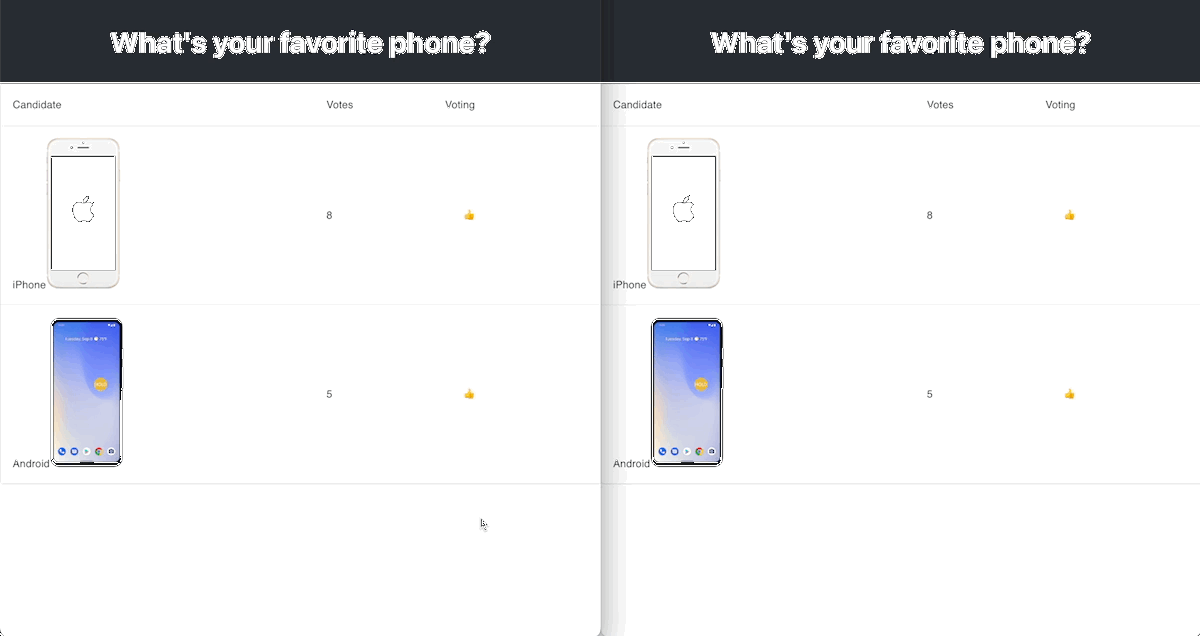 What's your favorite phone?
Candidate Votes Voting
8
iPhone
5
Android
What's your favorite phone?
Candidate Votes Voting
8
iPhone
5
Android